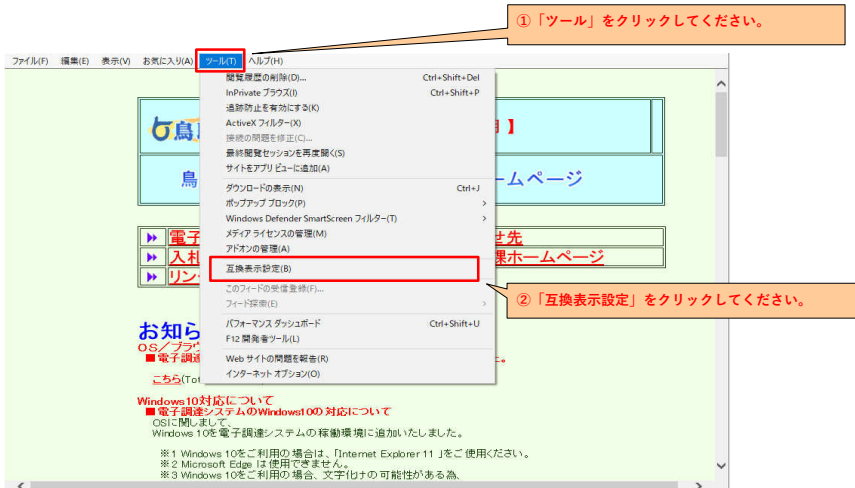 ①「ツール」をクリックしてください。
ファイル(F) 編集(E) 表示(V) お気に入り(A) ツール(T) ヘルプ(H)
閲覧履歴の削除(D)... Ctrl+Shift+Del
InPrivate ブラウズ(I) Ctrl+Shift+P
追跡防止を有効にする(K)
ActiveX フィルター(X)
接続の問題を修正(C)...
最終閲覧セッションを再度開く(S)
サイトをアプリ ビューに追加(A)
ダウンロードの表示(N) Ctrl+J
ポップアップ ブロック(P)
Windows Defender SmartScreen フィルター(T)
メディア ライセンスの管理(M)
アドオンの管理(A)
互換表示設定(B)
このフィードの受信登録(F)...
フィード探索(E)
パフォーマンス ダッシュボード Ctrl+Shift+U
F12 開発者ツール(L)
Web サイトの問題を報告(R)
インターネット オプション(O)
②「互換表示設定」をクリックしてください。
鳥 】
鳥 ームページ
電子 せ先
入札 課ホームページ
リン
お知ら
OS/ブラウ
■電子調達 た。
こちら(Tot
Windows10対応について
■電子調達システムのWindows10の対応について
OSに関しまして、
Windows 10を電子調達システムの稼働環境に追加いたしました。
※1 Windows 10をご利用の場合は、「Internet Explorer 11 」をご使用ください。
※2 Microsoft Edge は使用できません。
※3 Windows 10をご利用の場合、文字化けの可能性がある為、